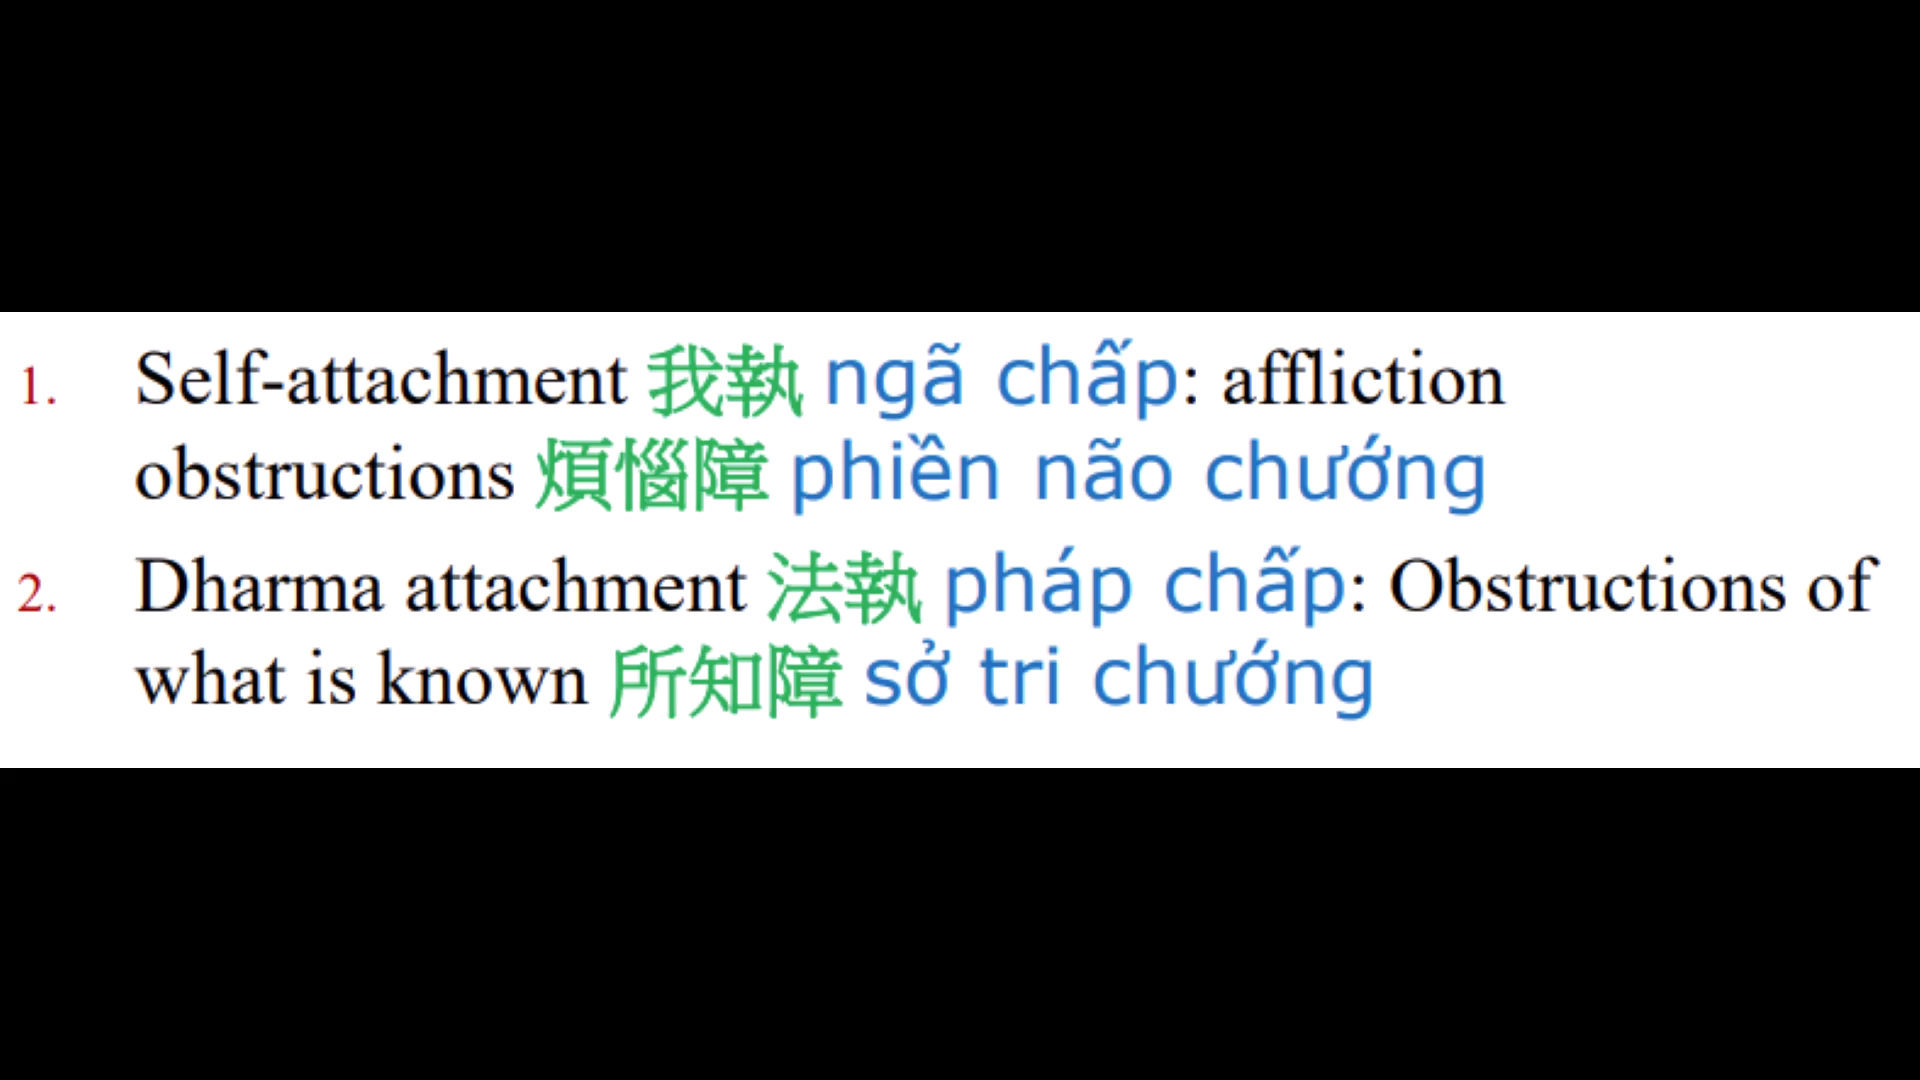 1. Self-attachment 我執 ngã chấp: affliction
obstructions 煩惱障 phiền não chướng
2. Dharma attachment 法執 pháp chấp: Obstructions of
what is known 所知障 sở tri chướng